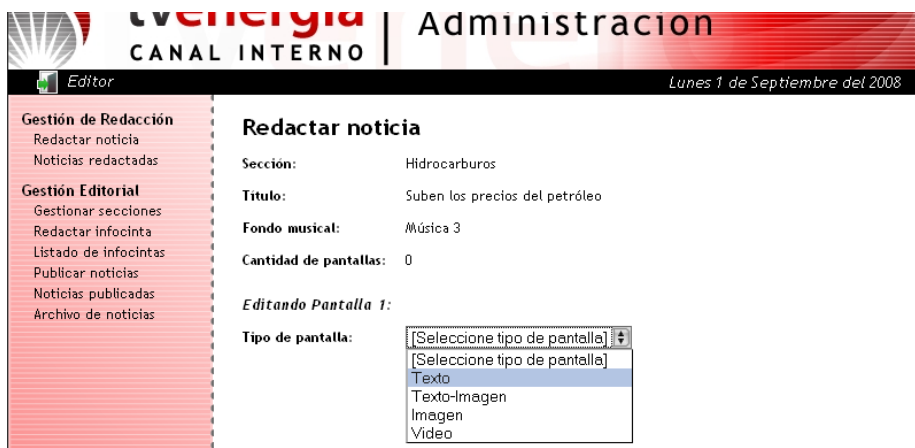 tvenergía
CANAL INTERNO
Administración
Editor
Lunes 1 de Septiembre del 2008
Gestión de Redacción
Redactar noticia
Noticias redactadas
Gestión Editorial
Gestionar secciones
Redactar infocinta
Listado de infocintas
Publicar noticias
Noticias publicadas
Archivo de noticias
Redactar noticia
Sección: Hidrocarburos
Título: Suben los precios del petróleo
Fondo musical: Música 3
Cantidad de pantallas: 0
Editando Pantalla 1:
Tipo de pantalla: [Seleccione tipo de pantalla]
[Seleccione tipo de pantalla]
Texto
Texto-Imagen
Imagen
Video